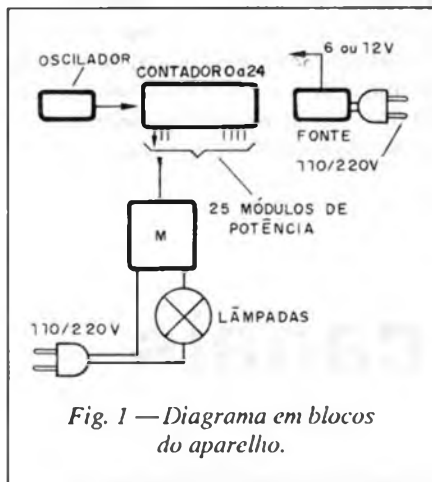 OSCILADOR
CONTADOR 0 a 24
6 ou 12V
FONTE
110/220V
25 MÓDULOS DE
POTÊNCIA
M
110/220V
LÂMPADAS
Fig. 1 — Diagrama em blocos
do aparelho.